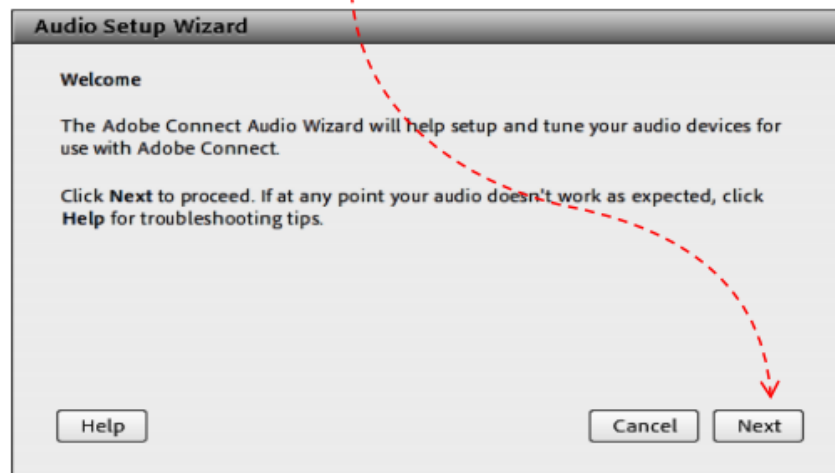 Audio Setup Wizard
Welcome
The Adobe Connect Audio Wizard will help setup and tune your audio devices for
use with Adobe Connect.
Click Next to proceed. If at any point your audio doesn't work as expected, click
Help for troubleshooting tips.
Help Cancel Next